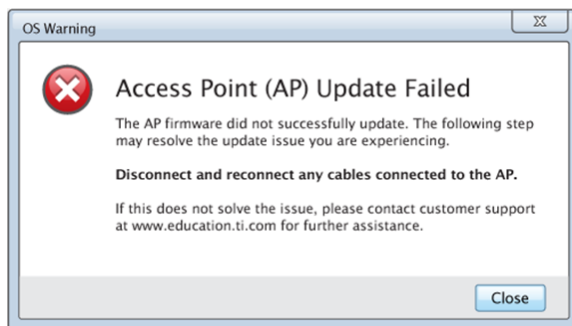 OS Warning
Access Point (AP) Update Failed
The AP firmware did not successfully update. The following step
may resolve the update issue you are experiencing.
Disconnect and reconnect any cables connected to the AP.
If this does not solve the issue, please contact customer support
at www.education.ti.com for further assistance.
Close